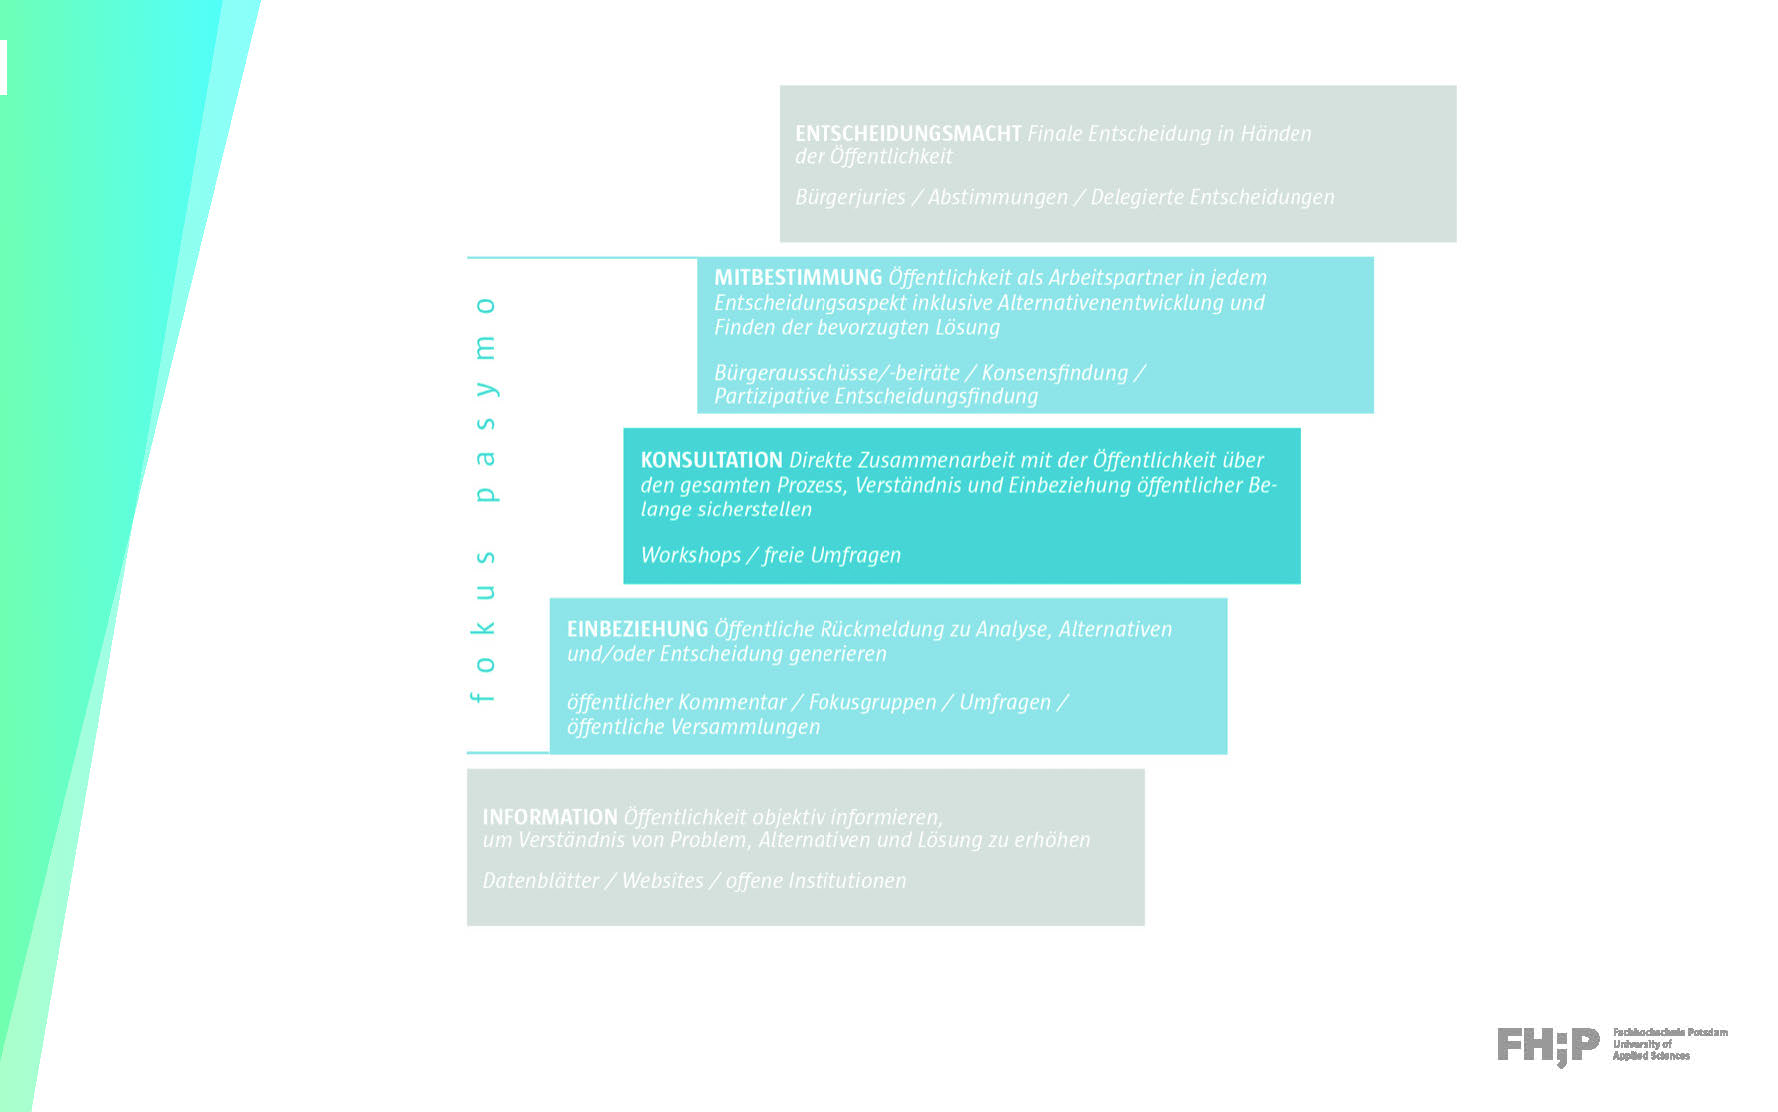 ENTSCHEIDUNGSMACHT Finale Entscheidung in Händen
der Öffentlichkeit
Bürgerjuries / Abstimmungen / Delegierte Entscheidungen
fokus passymo
MITBESTIMMUNG Öffentlichkeit als Arbeitspartner in jedem
Entscheidungsaspekt inklusive Alternativenentwicklung und
Finden der bevorzugten Lösung
Bürgerausschüsse/-beiräte / Konsensfindung /
Partizipative Entscheidungsfindung
KONSULTATION Direkte Zusammenarbeit mit der Öffentlichkeit über
den gesamten Prozess, Verständnis und Einbeziehung öffentlicher Be-
lange sicherstellen
Workshops / freie Umfragen
EINBEZIEHUNG Öffentliche Rückmeldung zu Analyse, Alternativen
und/oder Entscheidung generieren
öffentlicher Kommentar / Fokusgruppen / Umfragen /
öffentliche Versammlungen
INFORMATION Öffentlichkeit objektiv informieren,
um Verständnis von Problem, Alternativen und Lösung zu erhöhen
Datenblätter / Websites / offene Institutionen
FH;P
Fachhochschule Potsdam
University of
Applied Sciences